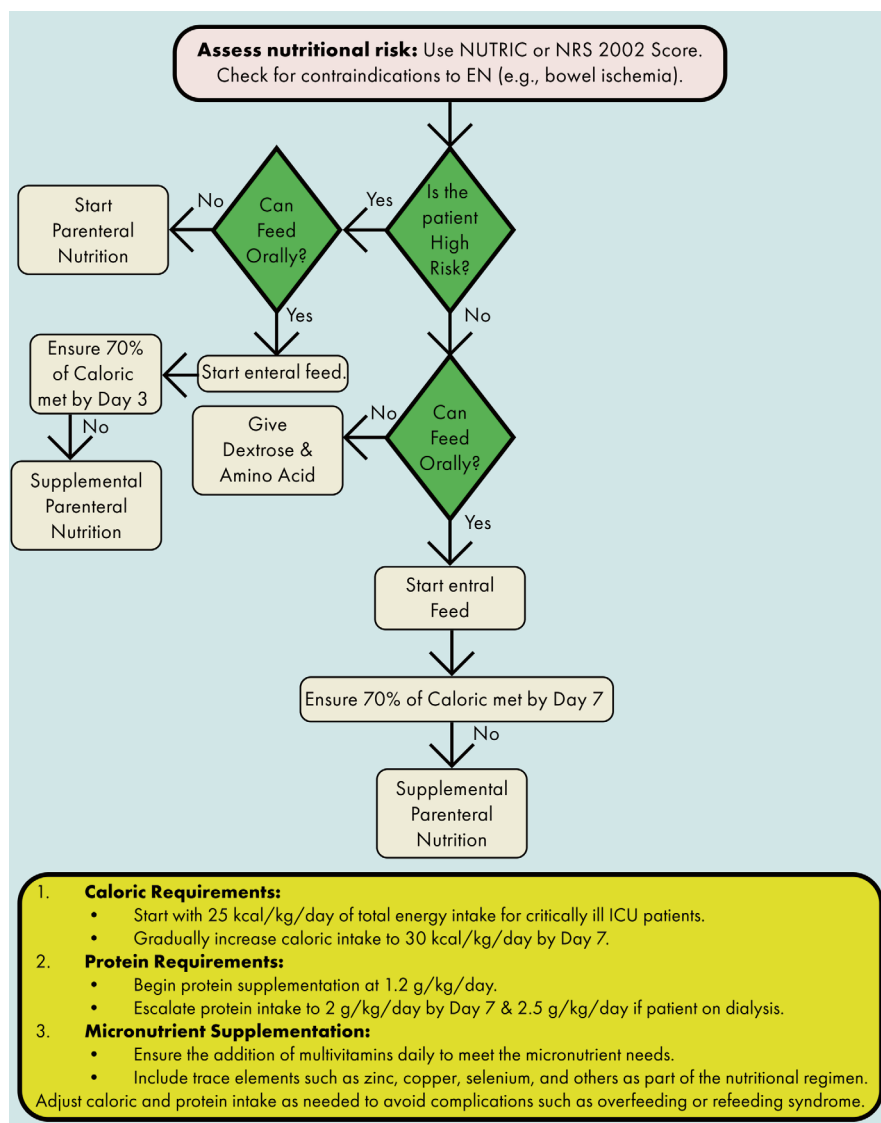 Assess nutritional risk: Use NUTRIC or NRS 2002 Score.
Check for contraindications to EN (e.g., bowel ischemia).
Is the
patient
High
Risk?
Yes
No
Can
Feed
Orally?
No
Yes
Start
Parenteral
Nutrition
Start enteral feed.
Ensure 70%
of Caloric
met by Day 3
No
Supplemental
Parenteral
Nutrition
Can
Feed
Orally?
No
Yes
Give
Dextrose &
Amino Acid
Start entral
Feed
Ensure 70% of Caloric met by Day 7
No
Supplemental
Parenteral
Nutrition
1. Caloric Requirements:
• Start with 25 kcal/kg/day of total energy intake for critically ill ICU patients.
• Gradually increase caloric intake to 30 kcal/kg/day by Day 7.
2. Protein Requirements:
• Begin protein supplementation at 1.2 g/kg/day.
• Escalate protein intake to 2 g/kg/day by Day 7 & 2.5 g/kg/day if patient on dialysis.
3. Micronutrient Supplementation:
• Ensure the addition of multivitamins daily to meet the micronutrient needs.
• Include trace elements such as zinc, copper, selenium, and others as part of the nutritional regimen.
Adjust caloric and protein intake as needed to avoid complications such as overfeeding or refeeding syndrome.